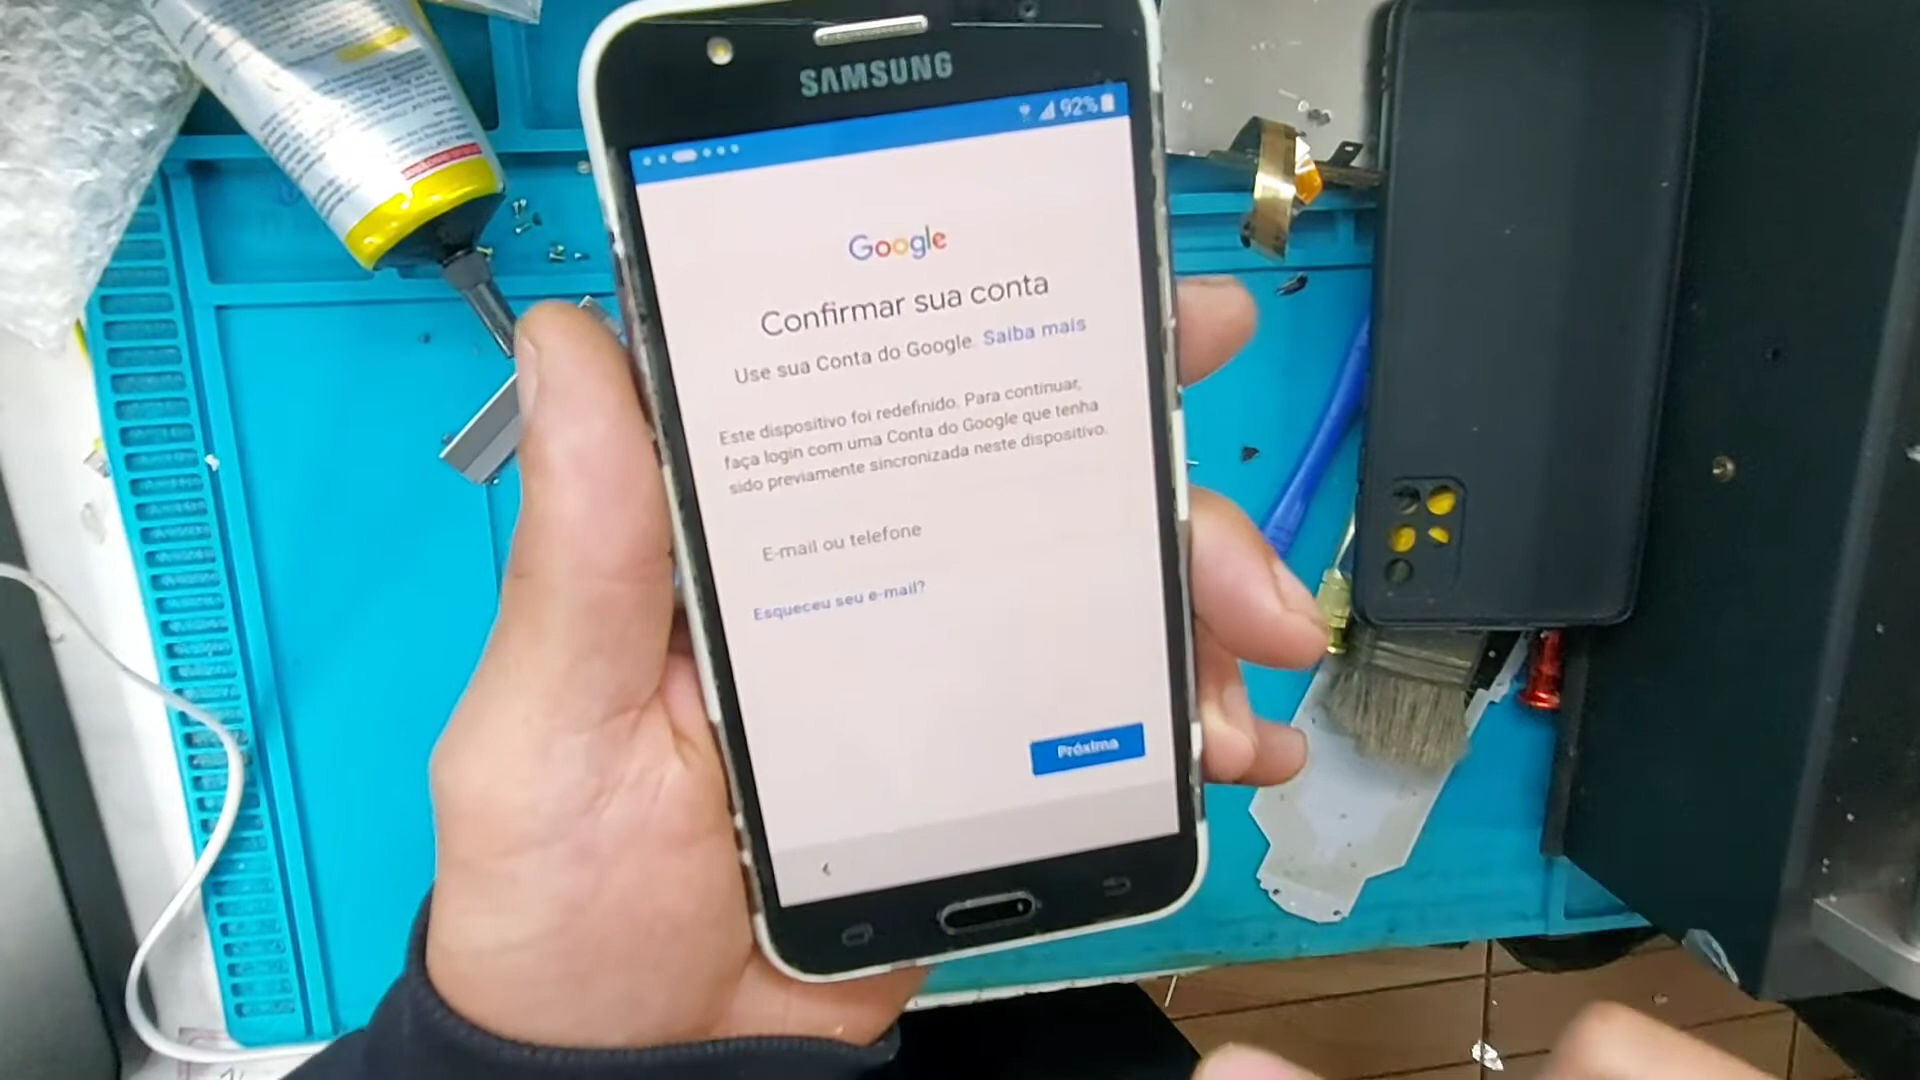 SAMSUNG
92%
Google
Confirmar sua conta
Use sua Conta do Google. Saiba mais
Este dispositivo foi redefinido. Para continuar,
faça login com uma Conta do Google que tenha
sido previamente sincronizada neste dispositivo.
E-mail ou telefone
Esqueceu seu e-mail?
Próxima